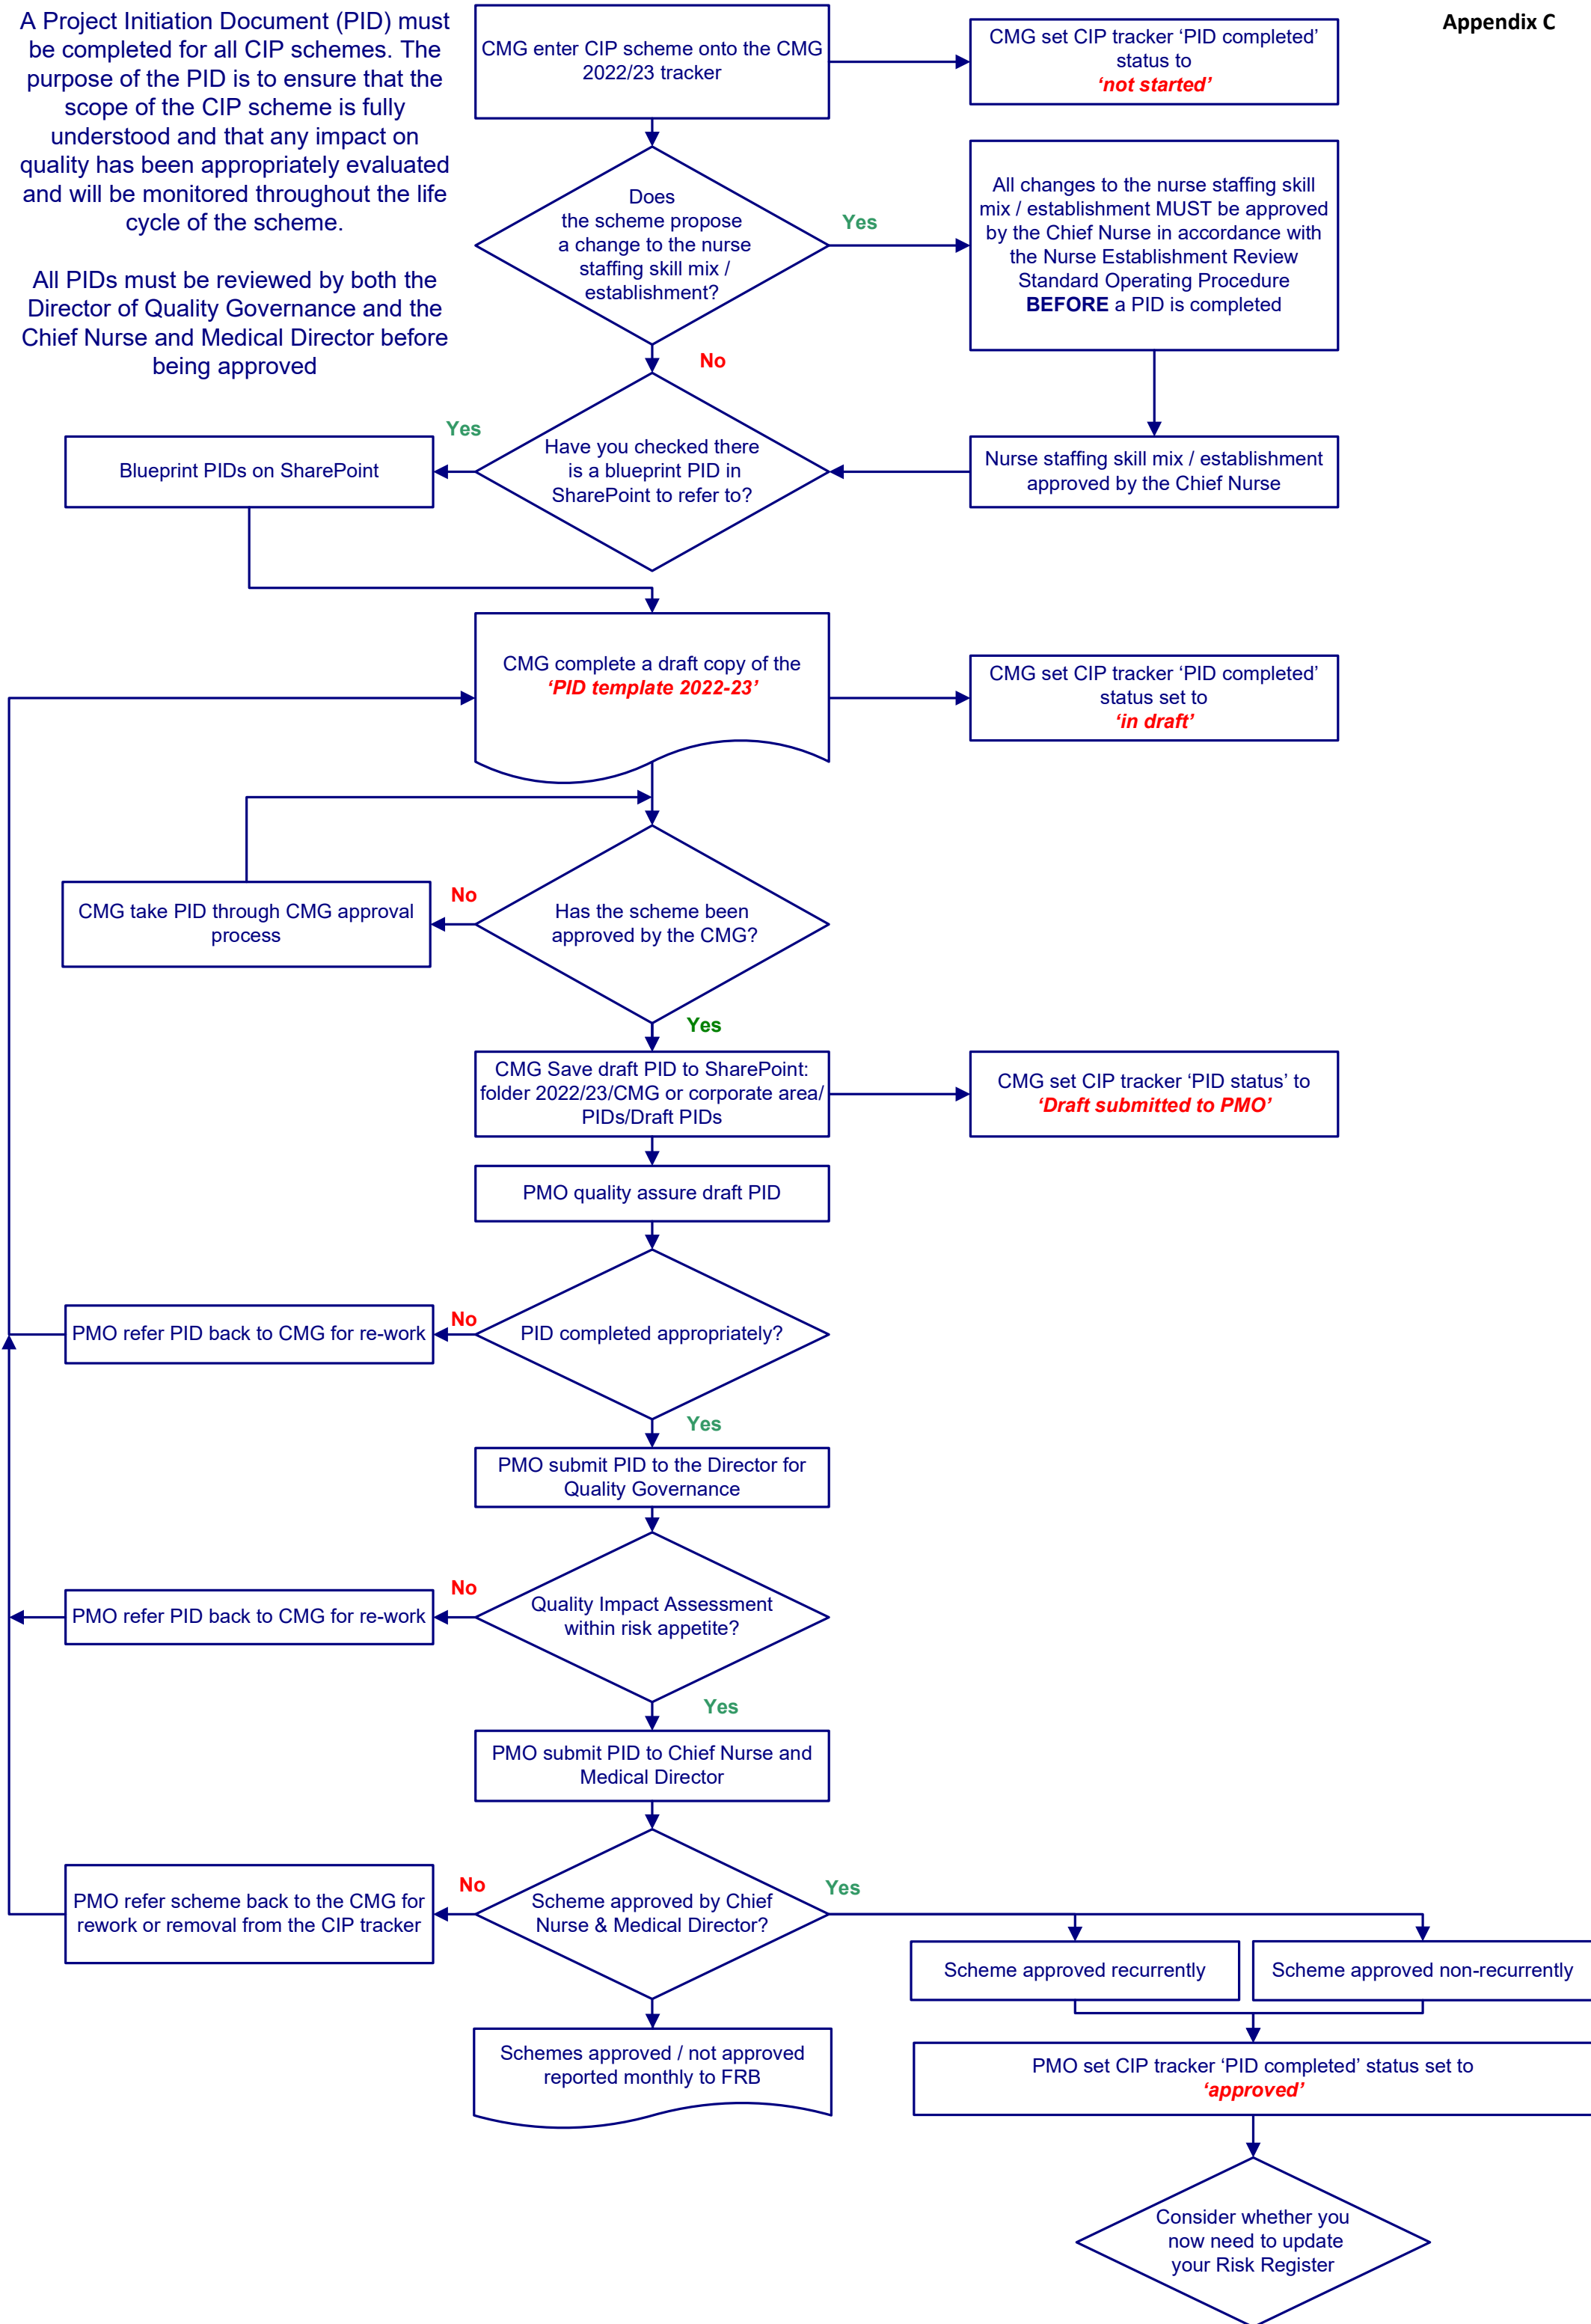 Appendix C
A Project Initiation Document (PID) must
be completed for all CIP schemes. The
purpose of the PID is to ensure that the
scope of the CIP scheme is fully
understood and that any impact on
quality has been appropriately evaluated
and will be monitored throughout the life
cycle of the scheme.
All PIDs must be reviewed by both the
Director of Quality Governance and the
Chief Nurse and Medical Director before
being approved
CMG enter CIP scheme onto the CMG
2022/23 tracker
CMG set CIP tracker ‘PID completed’
status to
‘not started’
Does
the scheme propose
a change to the nurse
staffing skill mix /
establishment?
Yes
All changes to the nurse staffing skill
mix / establishment MUST be approved
by the Chief Nurse in accordance with
the Nurse Establishment Review
Standard Operating Procedure
BEFORE a PID is completed
No
Nurse staffing skill mix / establishment
approved by the Chief Nurse
Have you checked there
is a blueprint PID in
SharePoint to refer to?
Yes
Blueprint PIDs on SharePoint
CMG complete a draft copy of the
‘PID template 2022-23’
CMG set CIP tracker ‘PID completed’
status set to
‘in draft’
Has the scheme been
approved by the CMG?
No
CMG take PID through CMG approval
process
Yes
CMG Save draft PID to SharePoint:
folder 2022/23/CMG or corporate area/
PIDs/Draft PIDs
CMG set CIP tracker ‘PID status’ to
‘Draft submitted to PMO’
PMO quality assure draft PID
PID completed appropriately?
No
PMO refer PID back to CMG for re-work
Yes
PMO submit PID to the Director for
Quality Governance
Quality Impact Assessment
within risk appetite?
No
PMO refer PID back to CMG for re-work
Yes
PMO submit PID to Chief Nurse and
Medical Director
Scheme approved by Chief
Nurse & Medical Director?
No
PMO refer scheme back to the CMG for
rework or removal from the CIP tracker
Yes
Scheme approved recurrently
Scheme approved non-recurrently
Schemes approved / not approved
reported monthly to FRB
PMO set CIP tracker ‘PID completed’ status set to
‘approved’
Consider whether you
now need to update
your Risk Register